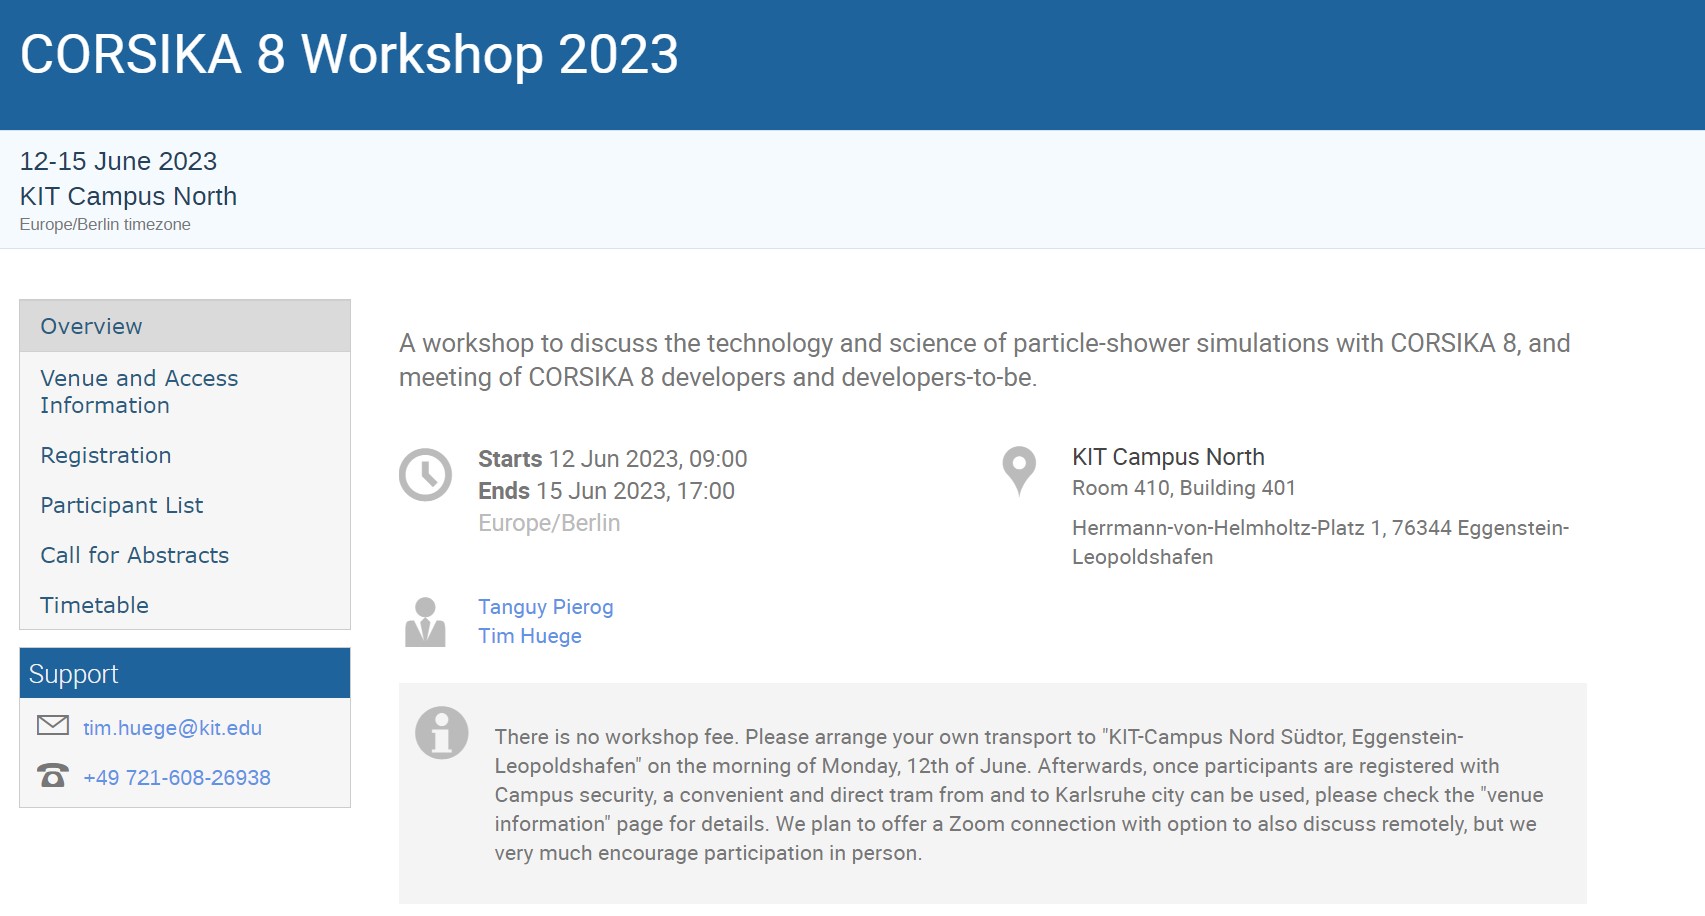 CORSIKA 8 Workshop 2023
12-15 June 2023
KIT Campus North
Europe/Berlin timezone
Overview
Venue and Access
Information
Registration
Participant List
Call for Abstracts
Timetable
Support
tim.huege@kit.edu
+49 721-608-26938
A workshop to discuss the technology and science of particle-shower simulations with CORSIKA 8, and
meeting of CORSIKA 8 developers and developers-to-be.
Starts 12 Jun 2023, 09:00
Ends 15 Jun 2023, 17:00
Europe/Berlin
KIT Campus North
Room 410, Building 401
Herrmann-von-Helmholtz-Platz 1, 76344 Eggenstein-
Leopoldshafen
Tanguy Pierog
Tim Huege
There is no workshop fee. Please arrange your own transport to "KIT-Campus Nord Südtor, Eggenstein-
Leopoldshafen" on the morning of Monday, 12th of June. Afterwards, once participants are registered with
Campus security, a convenient and direct tram from and to Karlsruhe city can be used, please check the "venue
information" page for details. We plan to offer a Zoom connection with option to also discuss remotely, but we
very much encourage participation in person.